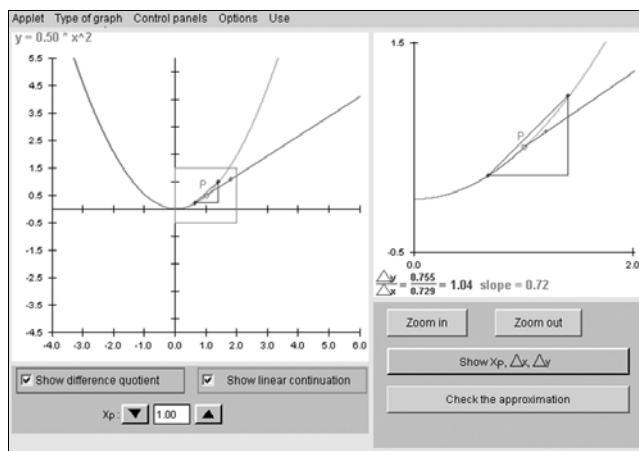 Applet Type of graph Control panels Options Use
y = 0.50 * x^2
5.5
4.5
3.5
2.5
1.5
0.5
-0.5
-1.5
-2.5
-3.5
-4.5
-4.0 -3.0 -2.0 -1.0 0.0 1.0 2.0 3.0 4.0 5.0 6.0
P
1.5
P
-0.5
0.0 2.0
△y/△x = 0.755/0.729 = 1.04 slope = 0.72
Zoom in Zoom out
Show Xp, △x, △y
Check the approximation
Show difference quotient Show linear continuation
Xp: 1.00